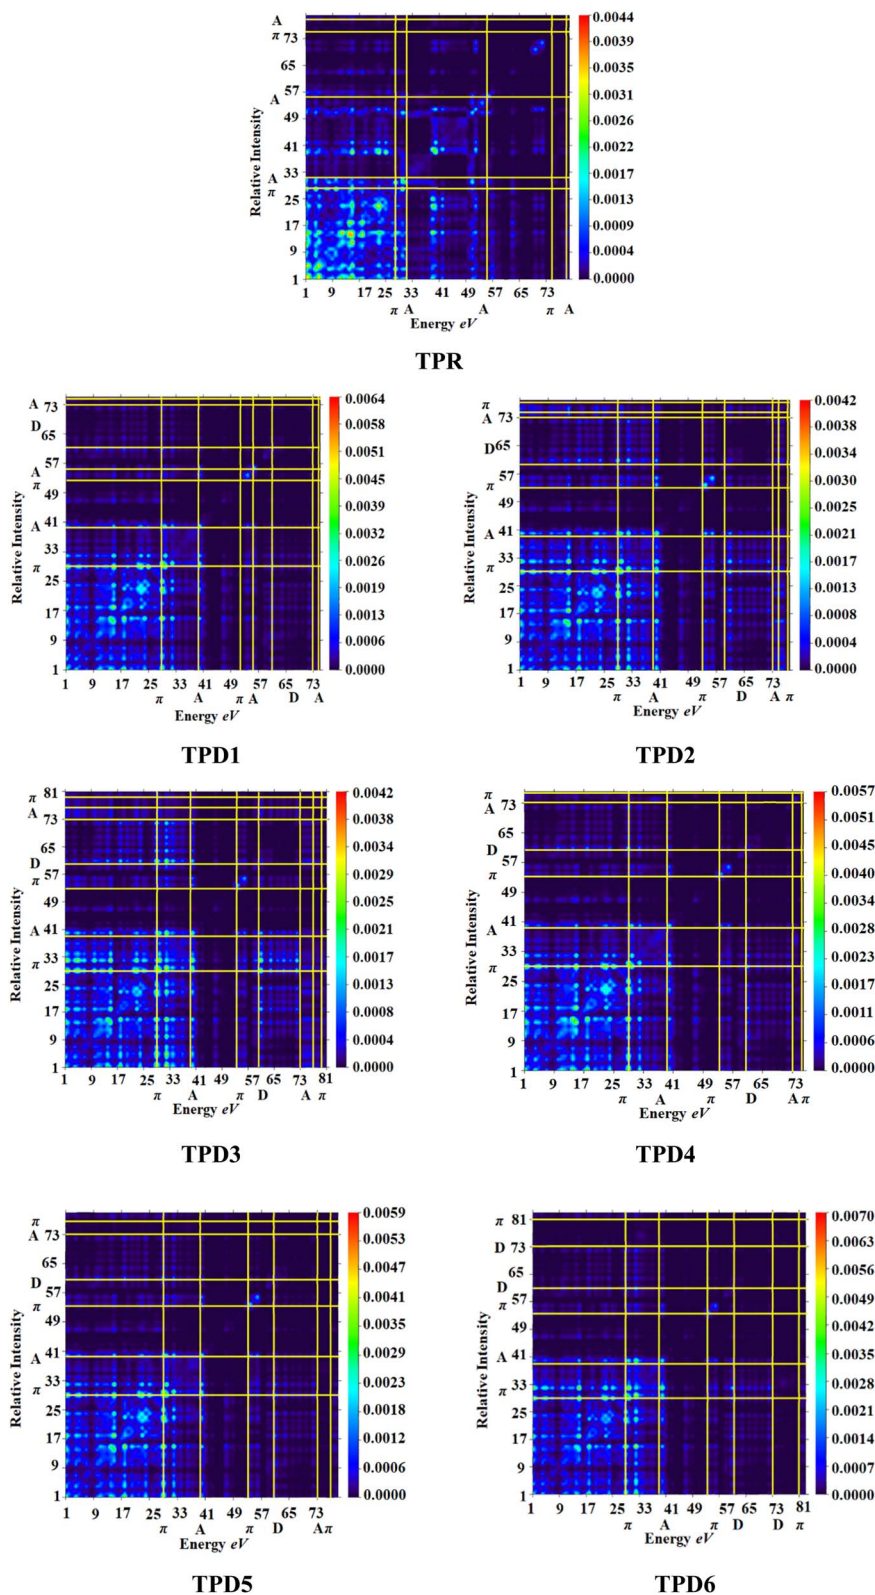 A
π 73
65
57
A
49
41
33
A
π
25
17
9
1
Relative Intensity
1 9 17 25 33 41 49 57 65 73
π A A π A
Energy eV
0.0044
0.0039
0.0035
0.0031
0.0026
0.0022
0.0017
0.0013
0.0009
0.0004
0.0000
TPR
A 73
D
65
57
A
π 49
41
A
33
π
25
17
9
1
Relative Intensity
1 9 17 25 33 41 49 57 65 73
π A π A D A
Energy eV
0.0064
0.0058
0.0051
0.0045
0.0038
0.0032
0.0026
0.0019
0.0013
0.0006
0.0000
TPD1
π
A 73
D 65
57
π
49
41
A
33
π
25
17
9
1
Relative Intensity
1 9 17 25 33 41 49 57 65 73
π A π D A π
Energy eV
0.0042
0.0038
0.0034
0.0030
0.0025
0.0021
0.0017
0.0013
0.0008
0.0004
0.0000
TPD2
81
π
A 73
65
D
57
π
49
A 41
33
π
25
17
9
1
Relative Intensity
1 9 17 25 33 41 49 57 65 73 81
π A π D A π
Energy eV
0.0042
0.0038
0.0033
0.0029
0.0025
0.0021
0.0017
0.0013
0.0008
0.0004
0.0000
TPD3
π
A 73
65
D
57
π
49
41
A
33
π
25
17
9
1
Relative Intensity
1 9 17 25 33 41 49 57 65 73
π A π D A π
Energy eV
0.0057
0.0051
0.0045
0.0040
0.0034
0.0028
0.0023
0.0017
0.0011
0.0006
0.0000
TPD4
π
A 73
65
D
57
π
49
41
A
33
π
25
17
9
1
Relative Intensity
1 9 17 25 33 41 49 57 65 73
π A π D A π
Energy eV
0.0059
0.0053
0.0047
0.0041
0.0035
0.0029
0.0023
0.0018
0.0012
0.0006
0.0000
TPD5
π 81
D 73
65
D
57
π
49
A 41
33
π
25
17
9
1
Relative Intensity
1 9 17 25 33 41 49 57 65 73 81
π A π D D π
Energy eV
0.0070
0.0063
0.0056
0.0049
0.0042
0.0035
0.0028
0.0021
0.0014
0.0007
0.0000
TPD6